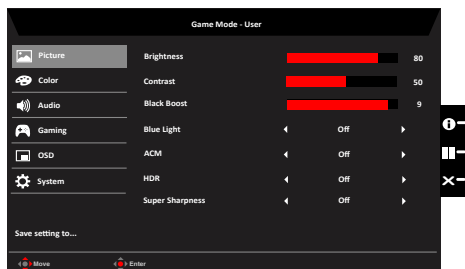 Game Mode - User
Picture
Brightness 80
Color
Contrast 50
Audio
Black Boost 9
Gaming
Blue Light Off
OSD
ACM Off
System
HDR Off
Super Sharpness Off
Save setting to...
Move Enter